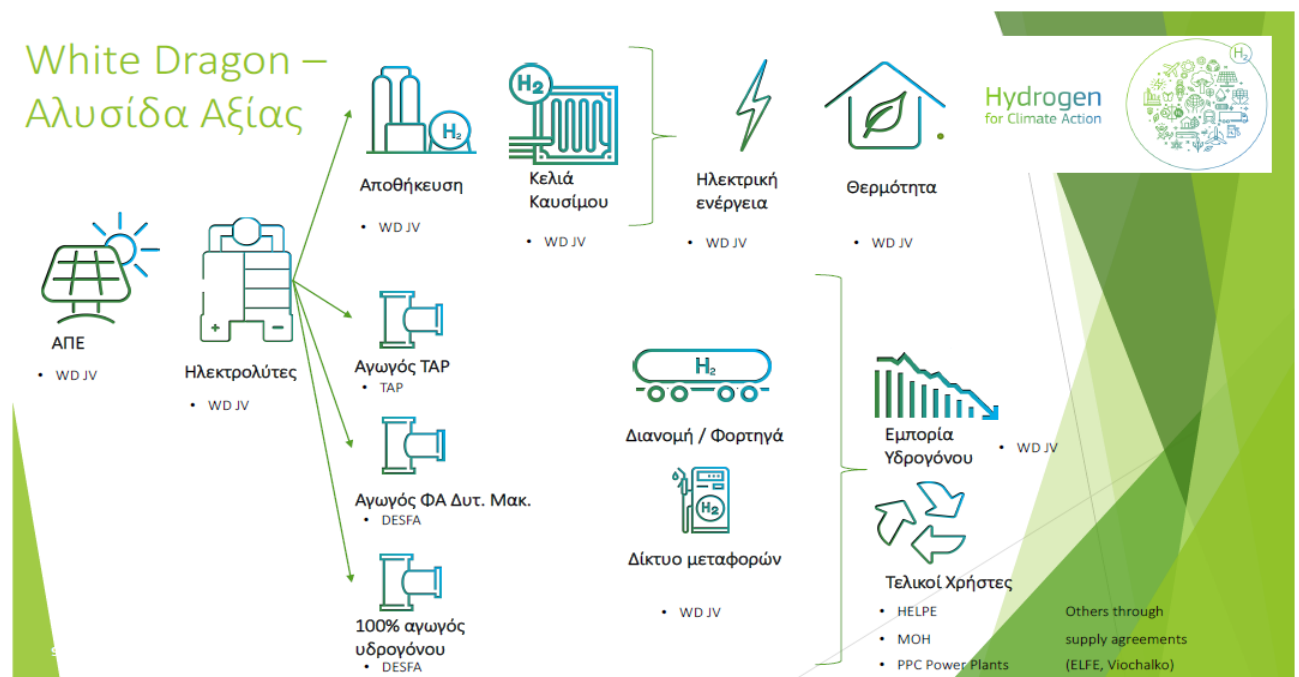 White Dragon –
Αλυσίδα Αξίας
Hydrogen
for Climate Action
H2
H2
H2
Αποθήκευση
• WD JV
Κελιά
Καυσίμου
• WD JV
Ηλεκτρική
ενέργεια
• WD JV
Θερμότητα
• WD JV
ΑΠΕ
• WD JV
Ηλεκτρολύτες
• WD JV
Αγωγός TAP
• TAP
Αγωγός ΦΑ Δυτ. Μακ.
• DESFA
100% αγωγός
υδρογόνου
• DESFA
H2
Διανομή / Φορτηγά
H2
Δίκτυο μεταφορών
• WD JV
Εμπορία
Υδρογόνου
• WD JV
Τελικοί Χρήστες
• HELPE
• MOH
• PPC Power Plants
Others through
supply agreements
(ELFE, Viochalko)